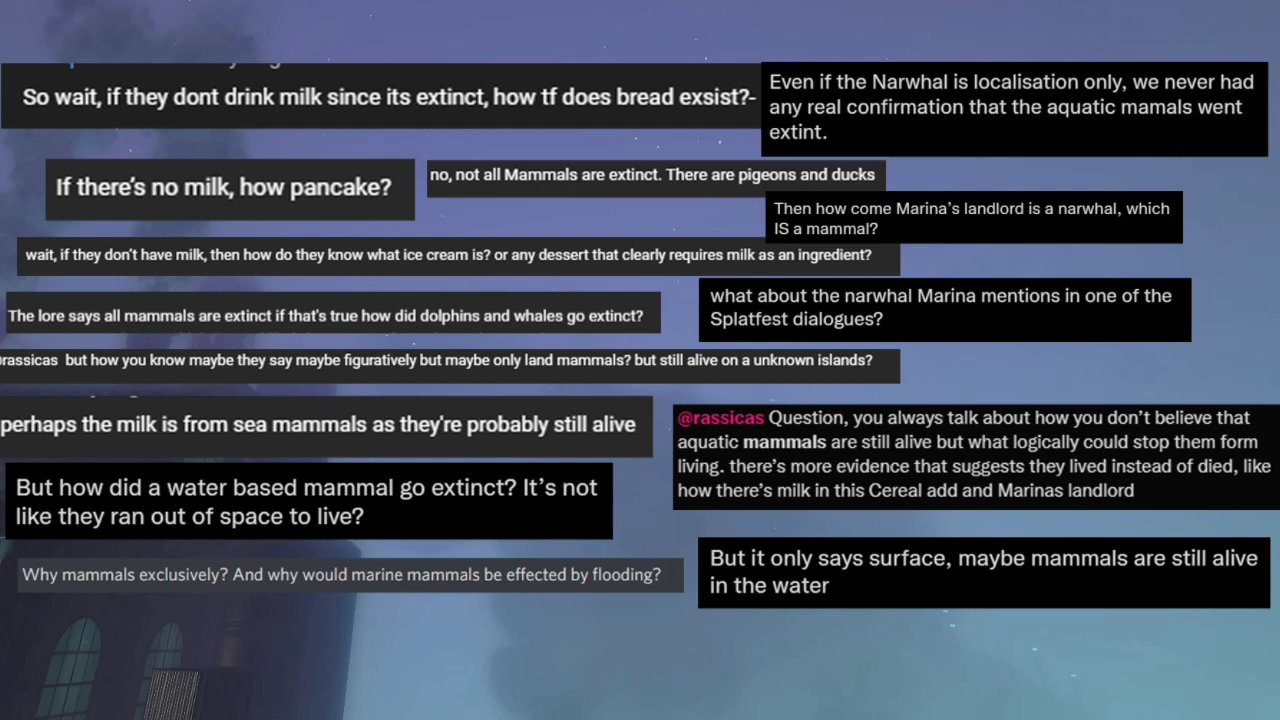 So wait, if they dont drink milk since its extinct, how tf does bread exsist?-
Even if the Narwhal is localisation only, we never had
any real confirmation that the aquatic mamals went
extint.
If there's no milk, how pancake?
no, not all Mammals are extinct. There are pigeons and ducks
Then how come Marina's landlord is a narwhal, which
IS a mammal?
wait, if they don't have milk, then how do they know what ice cream is? or any dessert that clearly requires milk as an ingredient?
what about the narwhal Marina mentions in one of the
Splatfest dialogues?
The lore says all mammals are extinct if that's true how did dolphins and whales go extinct?
rassicas but how you know maybe they say maybe figuratively but maybe only land mammals? but still alive on a unknown islands?
perhaps the milk is from sea mammals as they're probably still alive
@rassicas Question, you always talk about how you don't believe that
aquatic mammals are still alive but what logically could stop them form
living. there's more evidence that suggests they lived instead of died, like
how there's milk in this Cereal add and Marinas landlord
But how did a water based mammal go extinct? It's not
like they ran out of space to live?
But it only says surface, maybe mammals are still alive
in the water
Why mammals exclusively? And why would marine mammals be effected by flooding?